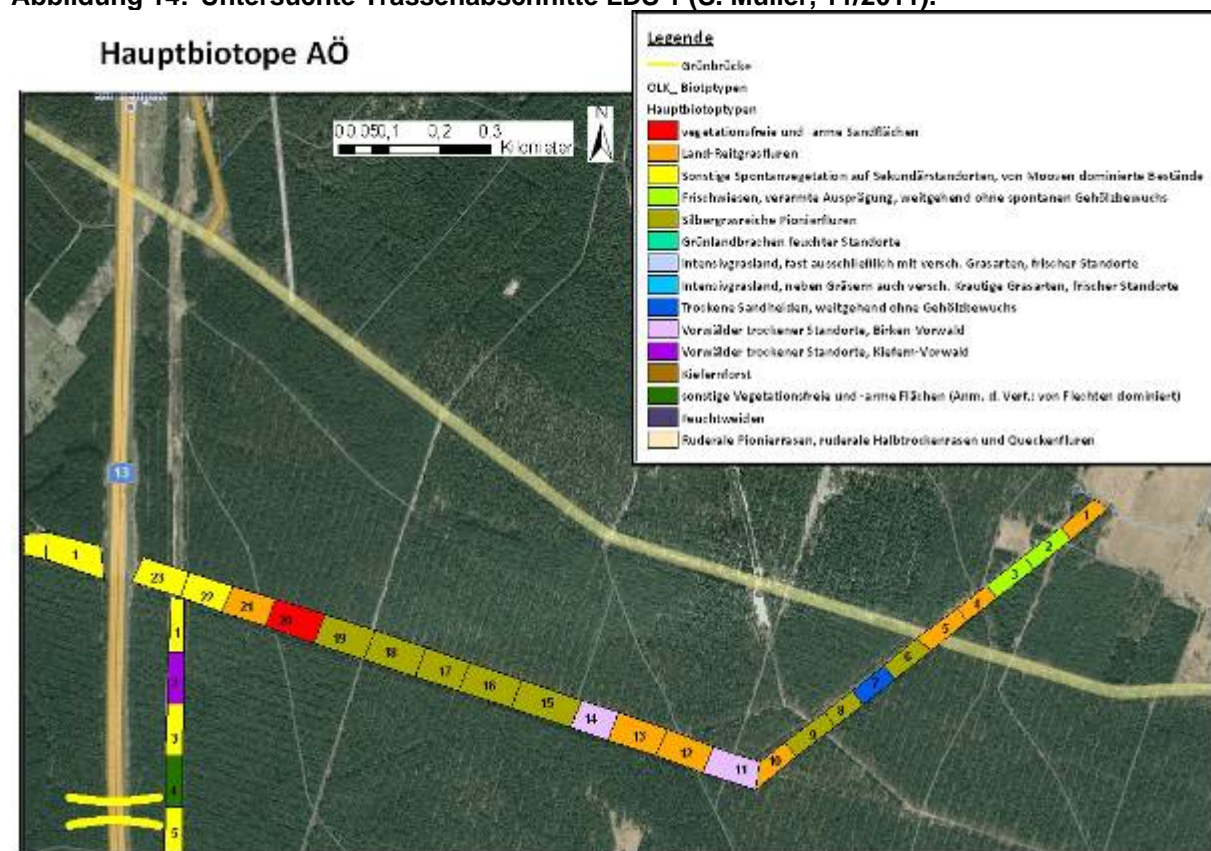 Abbildung 14: Untersuchte Trassenabschnitte LDS 1 (S. Müller, 11/2011).
Hauptbiotope AÖ
Legende
Grünbrücke
OLK_ Biotptypen
Hauptbiotoptypen
vegetationsfreie und -arme Sandflächen
Land-Reitgrasfluren
Sonstige Spontanvegetation auf Sekundärstandorten, von Moosen dominierte Bestände
Frischwiesen, verarmte Ausprägung, weitgehend ohne spontanen Gehölzbewuchs
Silbergrasreiche Pionierfluren
Grünlandbrachen feuchter Standorte
Intensivgrasland, fast ausschließlich mit versch. Grasarten, frischer Standorte
Intensivgrasland, neben Gräsern auch versch. Krautige Grasarten, frischer Standorte
Trockene Sandheiden, weitgehend ohne Gehölzbewuchs
Vorwälder trockener Standorte, Birken-Vorwald
Vorwälder trockener Standorte, Kiefern-Vorwald
Kiefernforst
sonstige Vegetationsfreie und -arme Flächen (Anm. d. Verf.: von Flechten dominiert)
Feuchtweiden
Ruderale Pionierrasen, ruderale Halbtrockenrasen und Queckenfluren
0 0,050,1 0,2 0,3
Kilometer
N
13
1
23
22
21
20
19
18
17
16
15
14
13
12
11
10
9
8
7
6
5
4
3
2
1
1
2
3
4
5